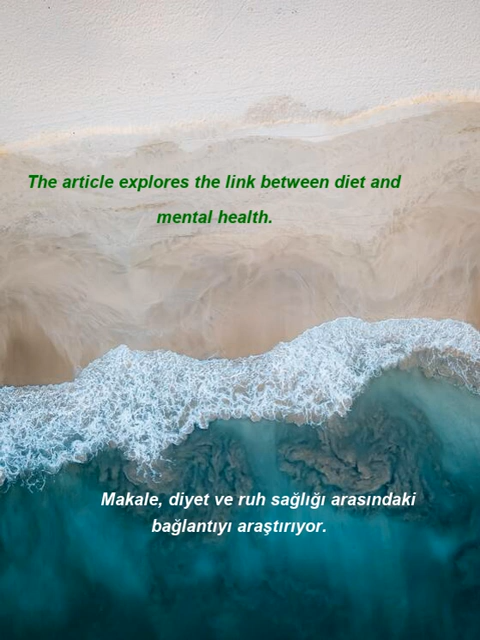 The article explores the link between diet and
mental health.
Makale, diyet ve ruh sağlığı arasındaki
bağlantıyı araştırıyor.